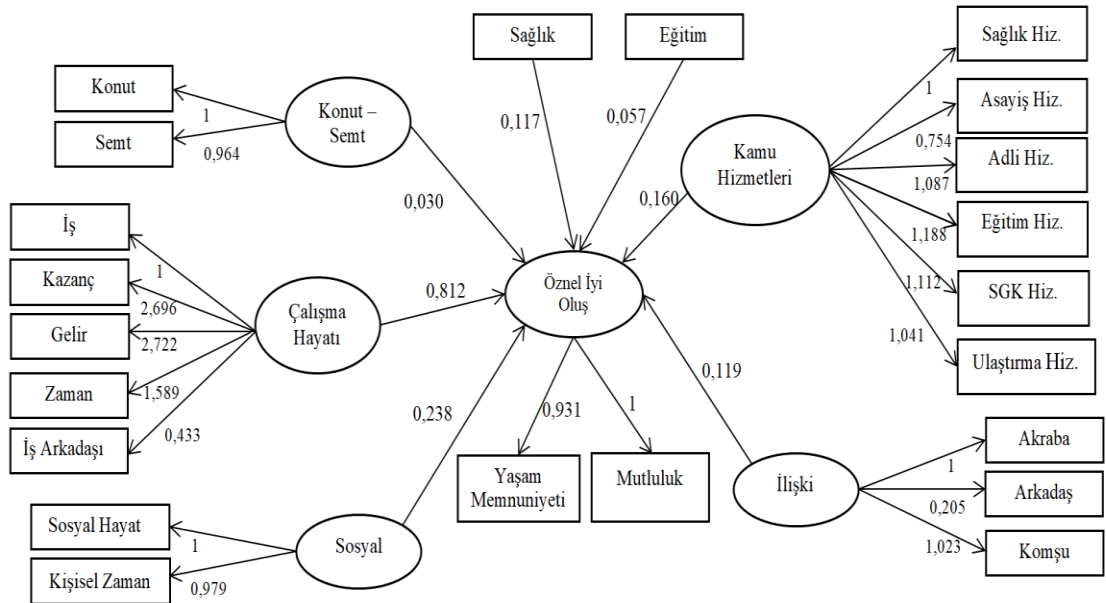 Sağlık
Eğitim
Sağlık Hiz.
Konut
Konut –
Semt
1
Semt
0,964
0,117
0,057
1
Asayiş Hiz.
0,754
Kamu
Hizmetleri
Adli Hiz.
1,087
0,030
0,160
Eğitim Hiz.
1,188
İş
1
Kazanç
2,696
Çalışma
Hayatı
0,812
Öznel İyi
Oluş
1,112
SGK Hiz.
Gelir
2,722
1,041
Ulaştırma Hiz.
Zaman
1,589
0,119
İş Arkadaşı
0,433
0,238
0,931
1
Akraba
1
Yaşam
Memnuniyeti
Mutluluk
İlişki
Arkadaş
0,205
Sosyal Hayat
1
Sosyal
Komşu
1,023
Kişisel Zaman
0,979